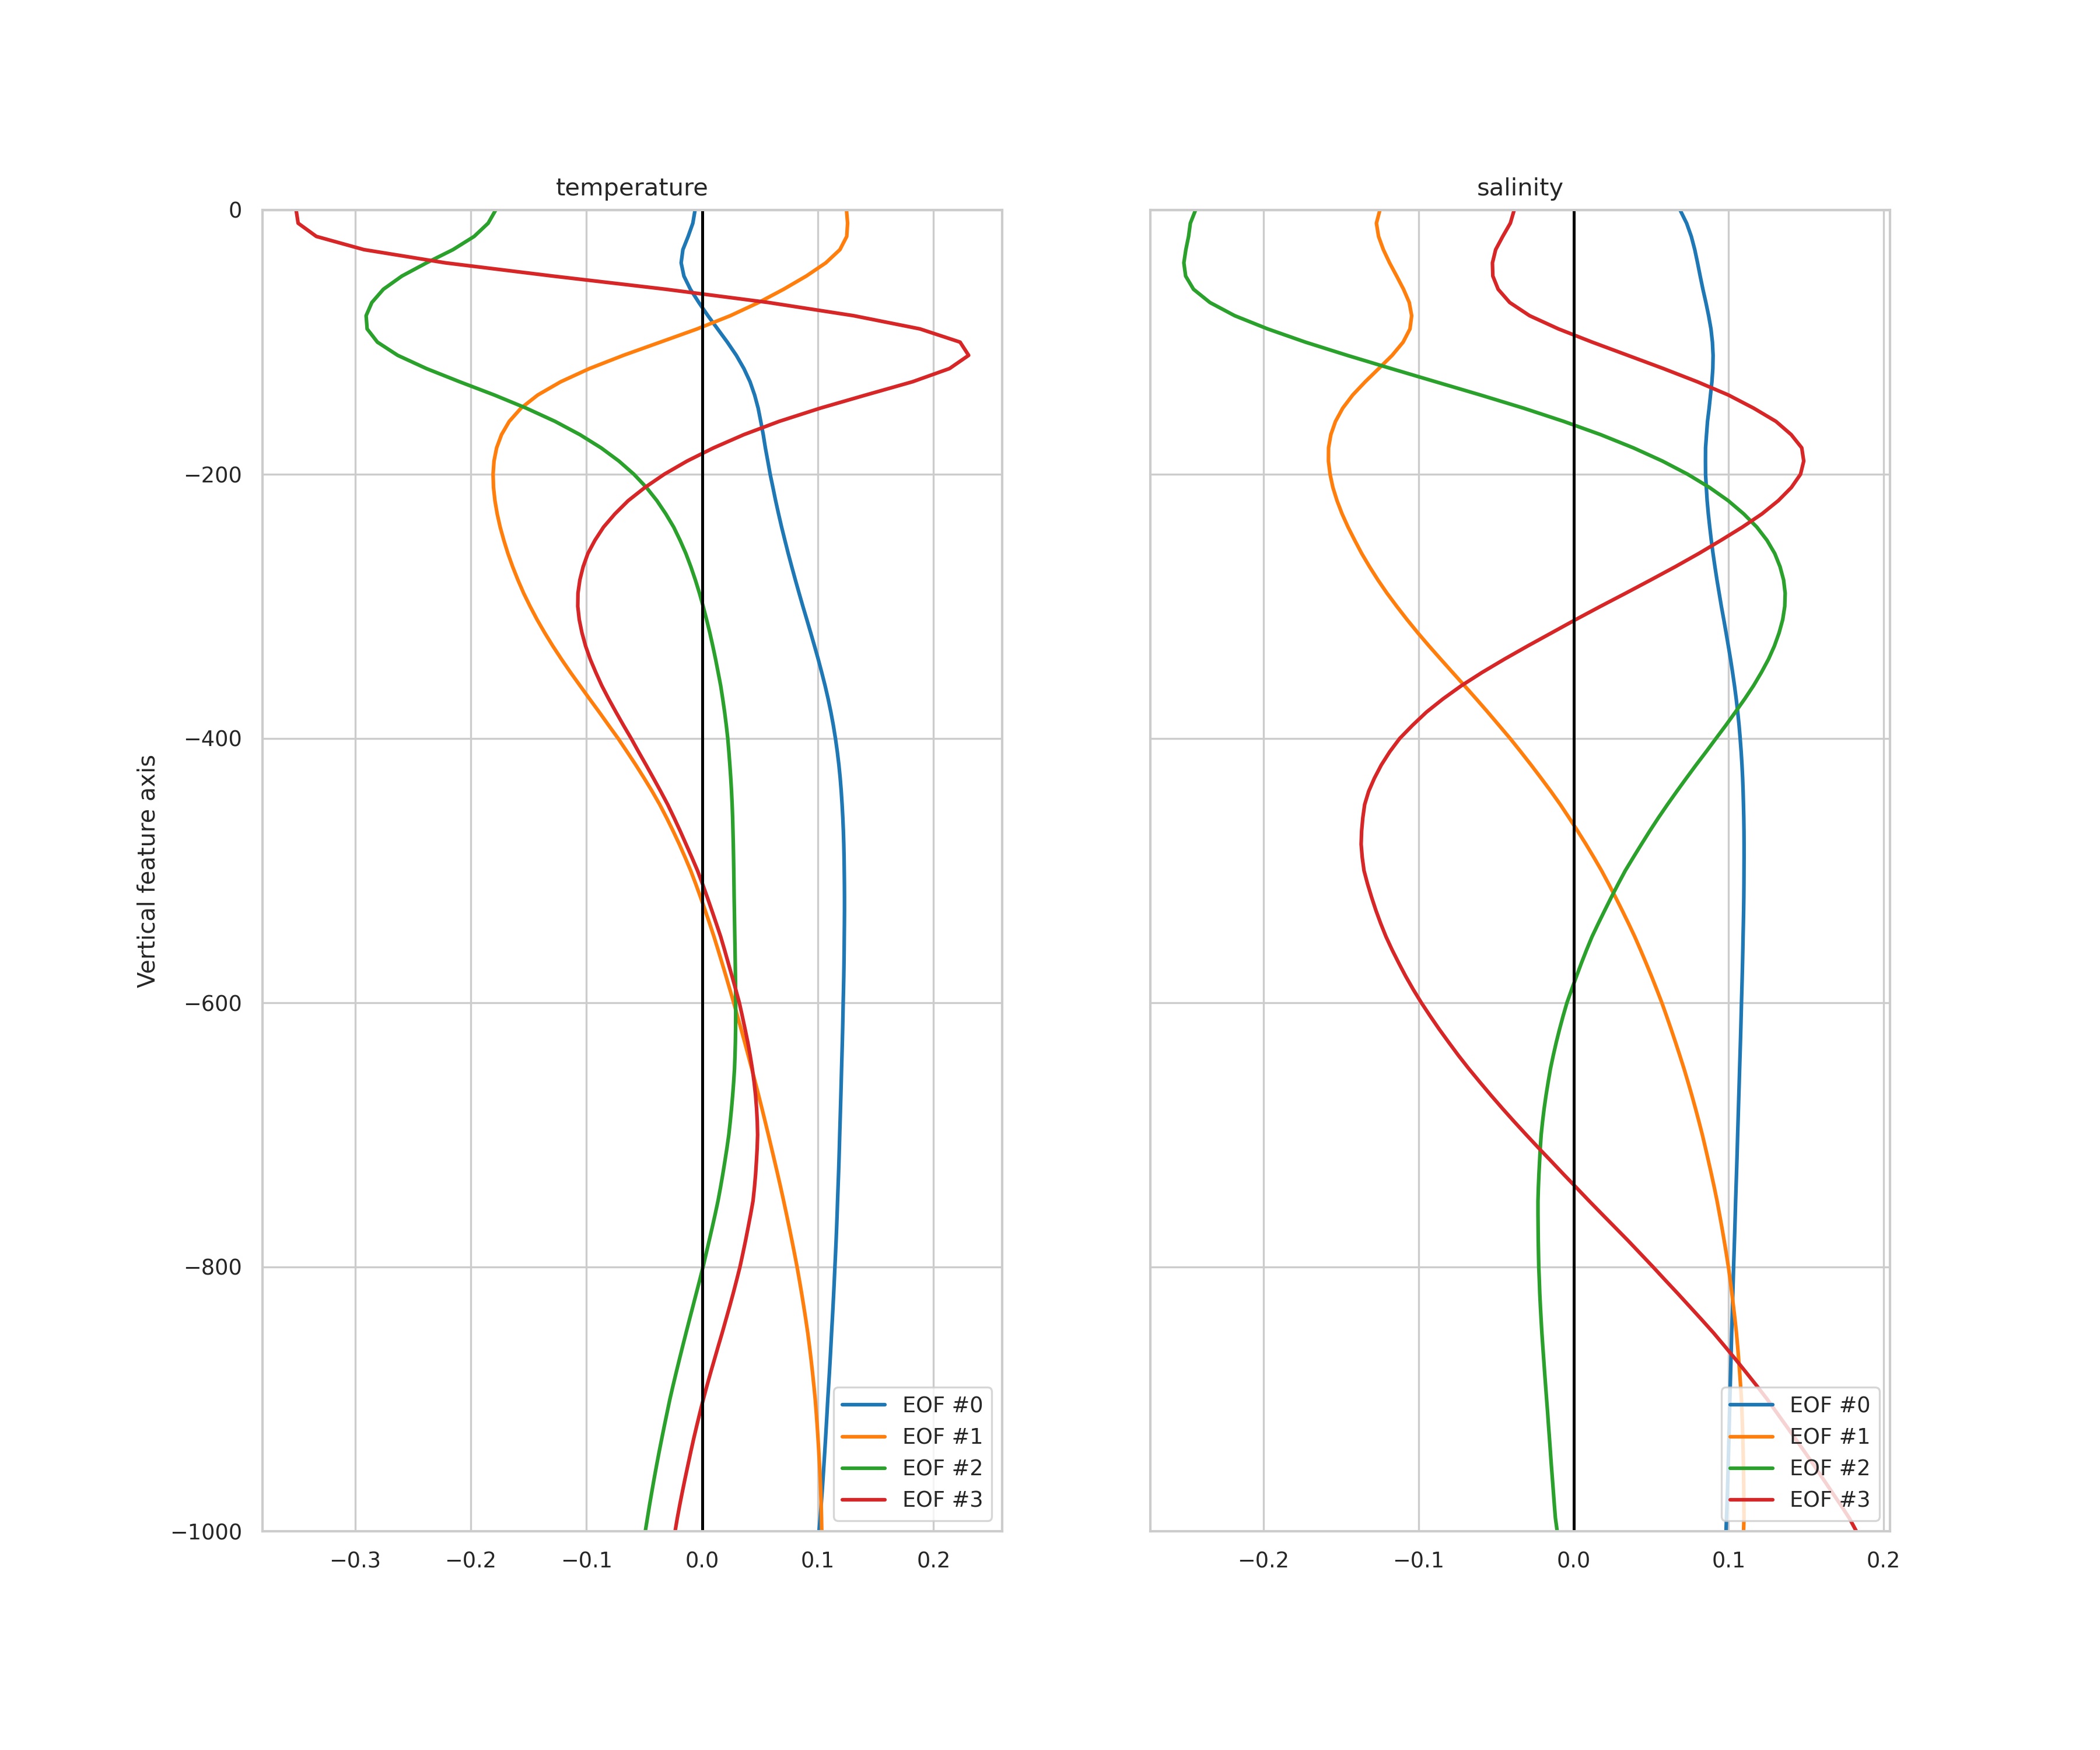 temperature
salinity
0
−200
−400
−600
−800
−1000
Vertical feature axis
−0.3 −0.2 −0.1 0.0 0.1 0.2
−0.2 −0.1 0.0 0.1 0.2
EOF #0
EOF #1
EOF #2
EOF #3
EOF #0
EOF #1
EOF #2
EOF #3